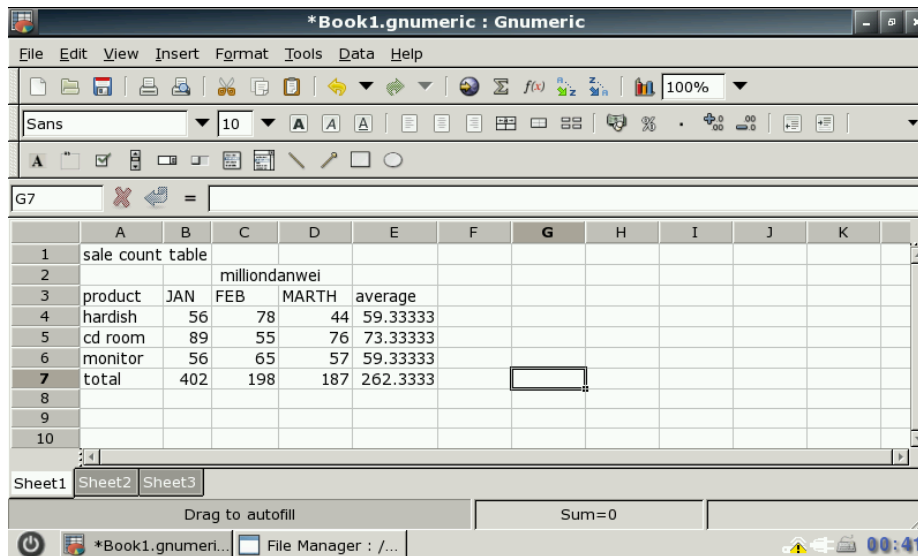 *Book1.gnumeric : Gnumeric
File Edit View Insert Format Tools Data Help
f(x) 100%
Sans 10 A A A %
A
G7 =
A B C D E F G H I J K
1 sale count table
2 milliondanwei
3 product JAN FEB MARTH average
4 hardish 56 78 44 59.33333
5 cd room 89 55 76 73.33333
6 monitor 56 65 57 59.33333
7 total 402 198 187 262.3333
8
9
10
Sheet1 Sheet2 Sheet3
Drag to autofill Sum=0
*Book1.gnumeri... File Manager : /...